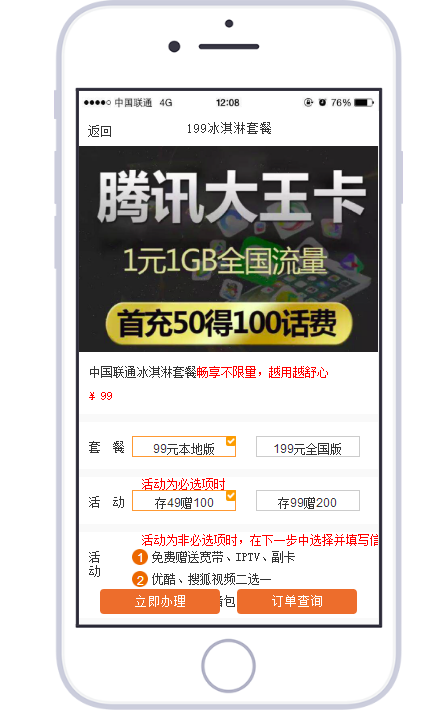 中国联通 4G 12:08 76%
返回 199冰淇淋套餐
腾讯大王卡
1元1GB全国流量
首充50得100话费
中国联通冰淇淋套餐畅享不限量，越用越舒心
¥ 99
套 餐 99元本地版 199元全国版
活动为必选项时
活 动 存49赠100 存99赠200
活动为非必选项时，在下一步中选择并填写信
活动
1 免费赠送宽带、IPTV、副卡
2 优酷、搜狐视频二选一
包
立即办理 订单查询